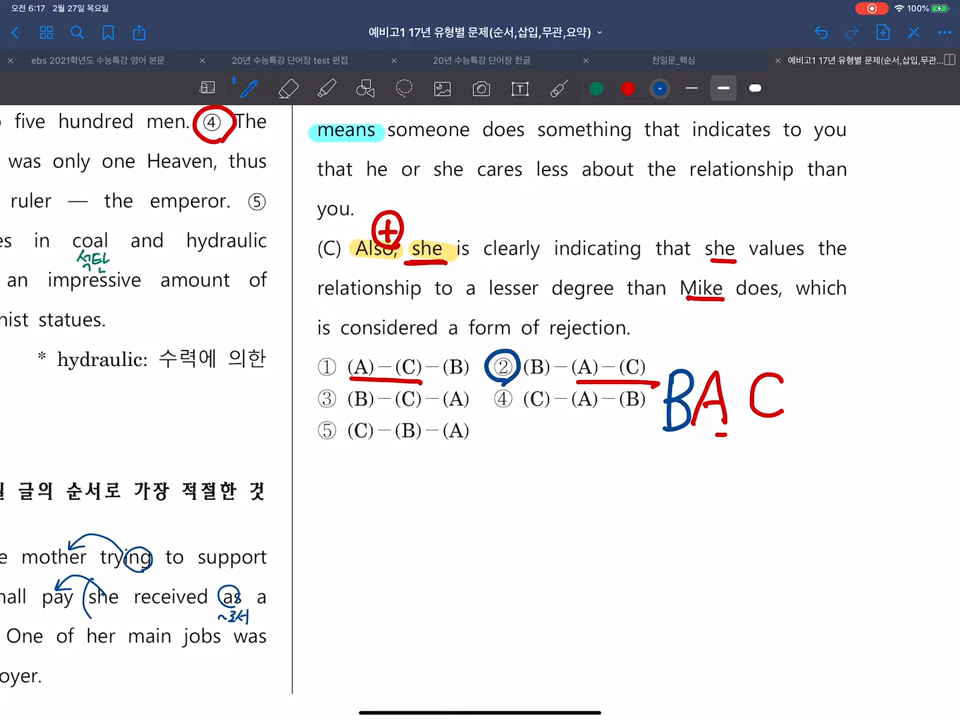 오전 6:17 2월 27일 목요일
100%
예비고1 17년 유형별 문제(순서,삽입,무관,요약)
ebs 2021학년도 수능특강 영어 본문
20년 수능특강 단어장 test 편집
20년 수능특강 단어장 한글
천일문_핵심
예비고1 17년 유형별 문제(순서,삽입,무관...
five hundred men. ④ The
was only one Heaven, thus
ruler — the emperor. ⑤
in coal and hydraulic
석탄
an impressive amount of
statues.
* hydraulic: 수력에 의한
글의 순서로 가장 적절한 것
mother trying to support
pay she received as a
~로서
One of her main jobs was
means someone does something that indicates to you
that he or she cares less about the relationship than
you.
(C) Also, she is clearly indicating that she values the
relationship to a lesser degree than Mike does, which
is considered a form of rejection.
① (A)－(C)－(B) ② (B)－(A)－(C)
③ (B)－(C)－(A) ④ (C)－(A)－(B)
⑤ (C)－(B)－(A)
B A C